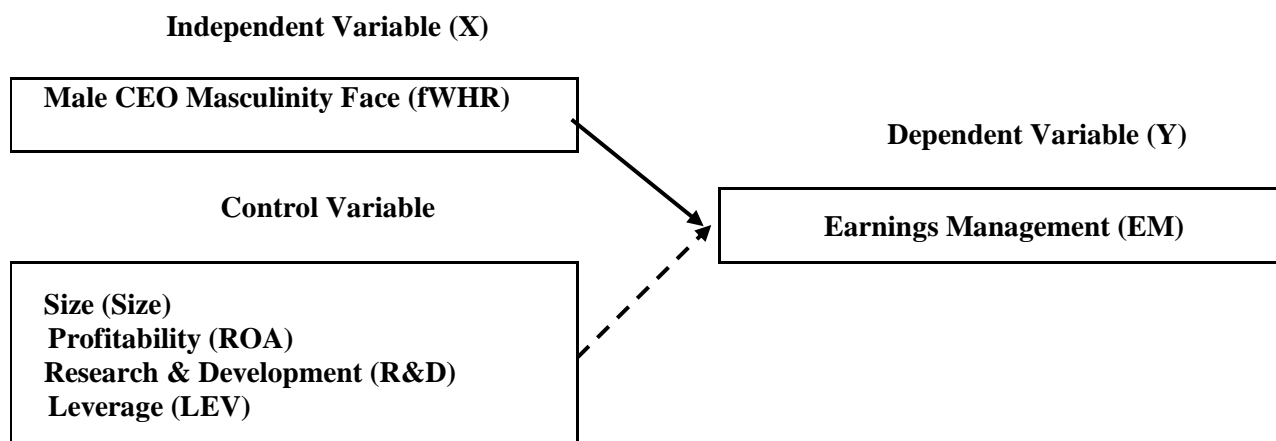 Independent Variable (X)
Male CEO Masculinity Face (fWHR)
Dependent Variable (Y)
Control Variable
Earnings Management (EM)
Size (Size)
Profitability (ROA)
Research & Development (R&D)
Leverage (LEV)